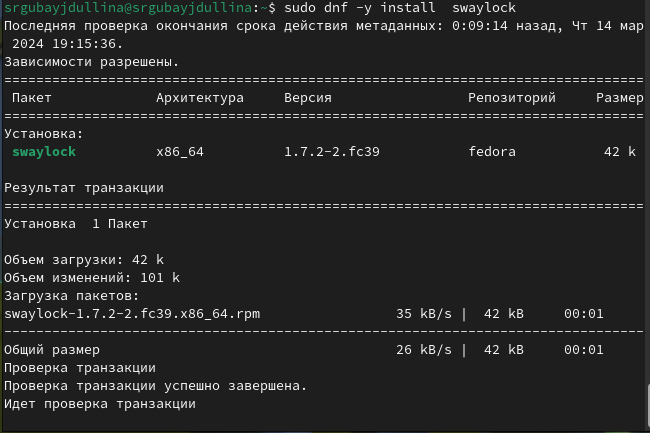 srgubayjdullina@srgubayjdullina:~$ sudo dnf -y install  swaylock
Последняя проверка окончания срока действия метаданных: 0:09:14 назад, Чт 14 мар
 2024 19:15:36.
Зависимости разрешены.
================================================================================
 Пакет             Архитектура     Версия                 Репозиторий     Размер
================================================================================
Установка:
 swaylock          x86_64          1.7.2-2.fc39           fedora           42 k

Результат транзакции
================================================================================
Установка  1 Пакет

Объем загрузки: 42 k
Объем изменений: 101 k
Загрузка пакетов:
swaylock-1.7.2-2.fc39.x86_64.rpm                 35 kB/s |  42 kB     00:01
--------------------------------------------------------------------------------
Общий размер                                     26 kB/s |  42 kB     00:01
Проверка транзакции
Проверка транзакции успешно завершена.
Идет проверка транзакции